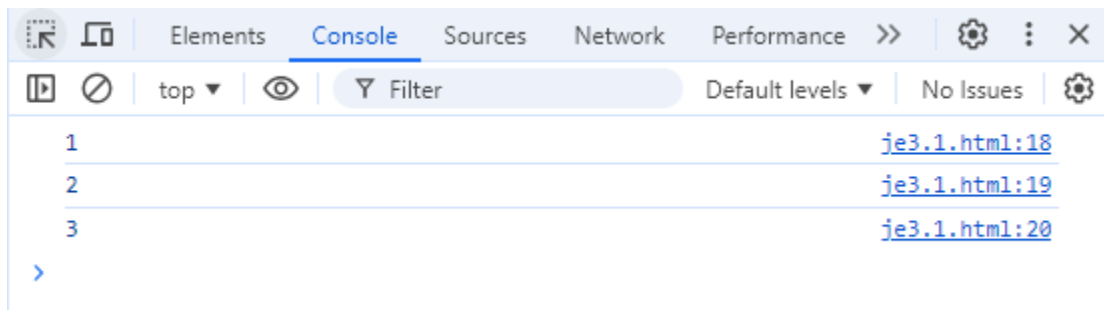 Elements Console Sources Network Performance
top Filter Default levels No Issues
1 je3.1.html:18
2 je3.1.html:19
3 je3.1.html:20